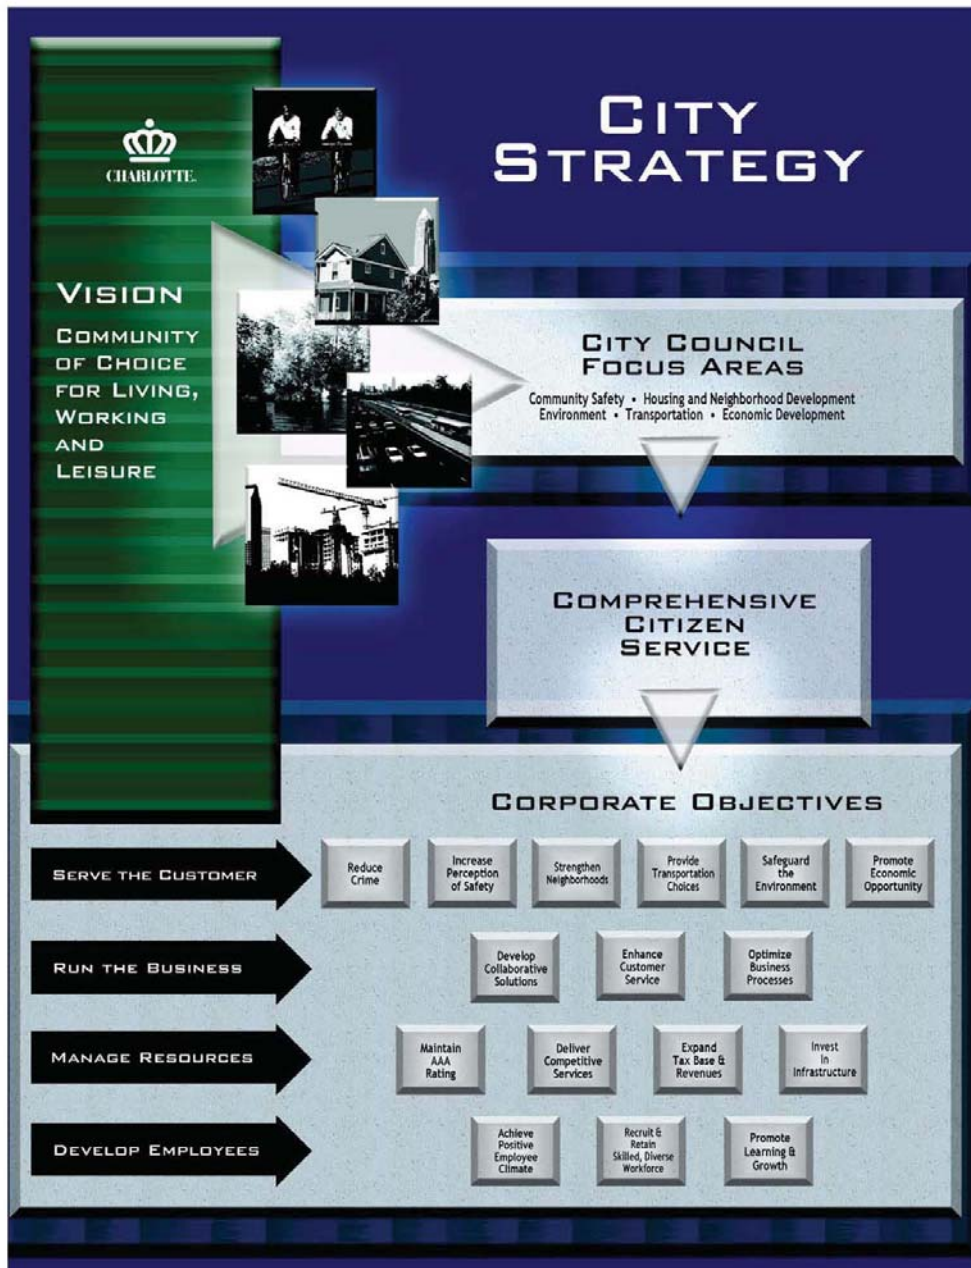 CITY
STRATEGY
CHARLOTTE.
VISION
COMMUNITY
OF CHOICE
FOR LIVING,
WORKING
AND
LEISURE
CITY COUNCIL
FOCUS AREAS
Community Safety • Housing and Neighborhood Development
Environment • Transportation • Economic Development
COMPREHENSIVE
CITIZEN
SERVICE
CORPORATE OBJECTIVES
SERVE THE CUSTOMER
Reduce
Crime
Increase
Perception
of Safety
Strengthen
Neighborhoods
Provide
Transportation
Choices
Safeguard
the
Environment
Promote
Economic
Opportunity
RUN THE BUSINESS
Develop
Collaborative
Solutions
Enhance
Customer
Service
Optimize
Business
Processes
MANAGE RESOURCES
Maintain
AAA
Rating
Deliver
Competitive
Services
Expand
Tax Base &
Revenues
Invest
in
Infrastructure
DEVELOP EMPLOYEES
Achieve
Positive
Employee
Climate
Recruit &
Retain
Skilled, Diverse
Workforce
Promote
Learning &
Growth